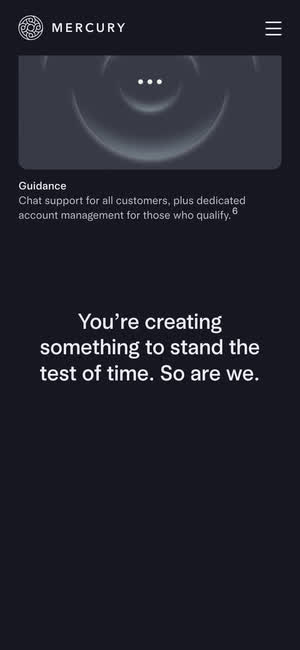 MERCURY
Guidance
Chat support for all customers, plus dedicated
account management for those who qualify.6
You’re creating
something to stand the
test of time. So are we.